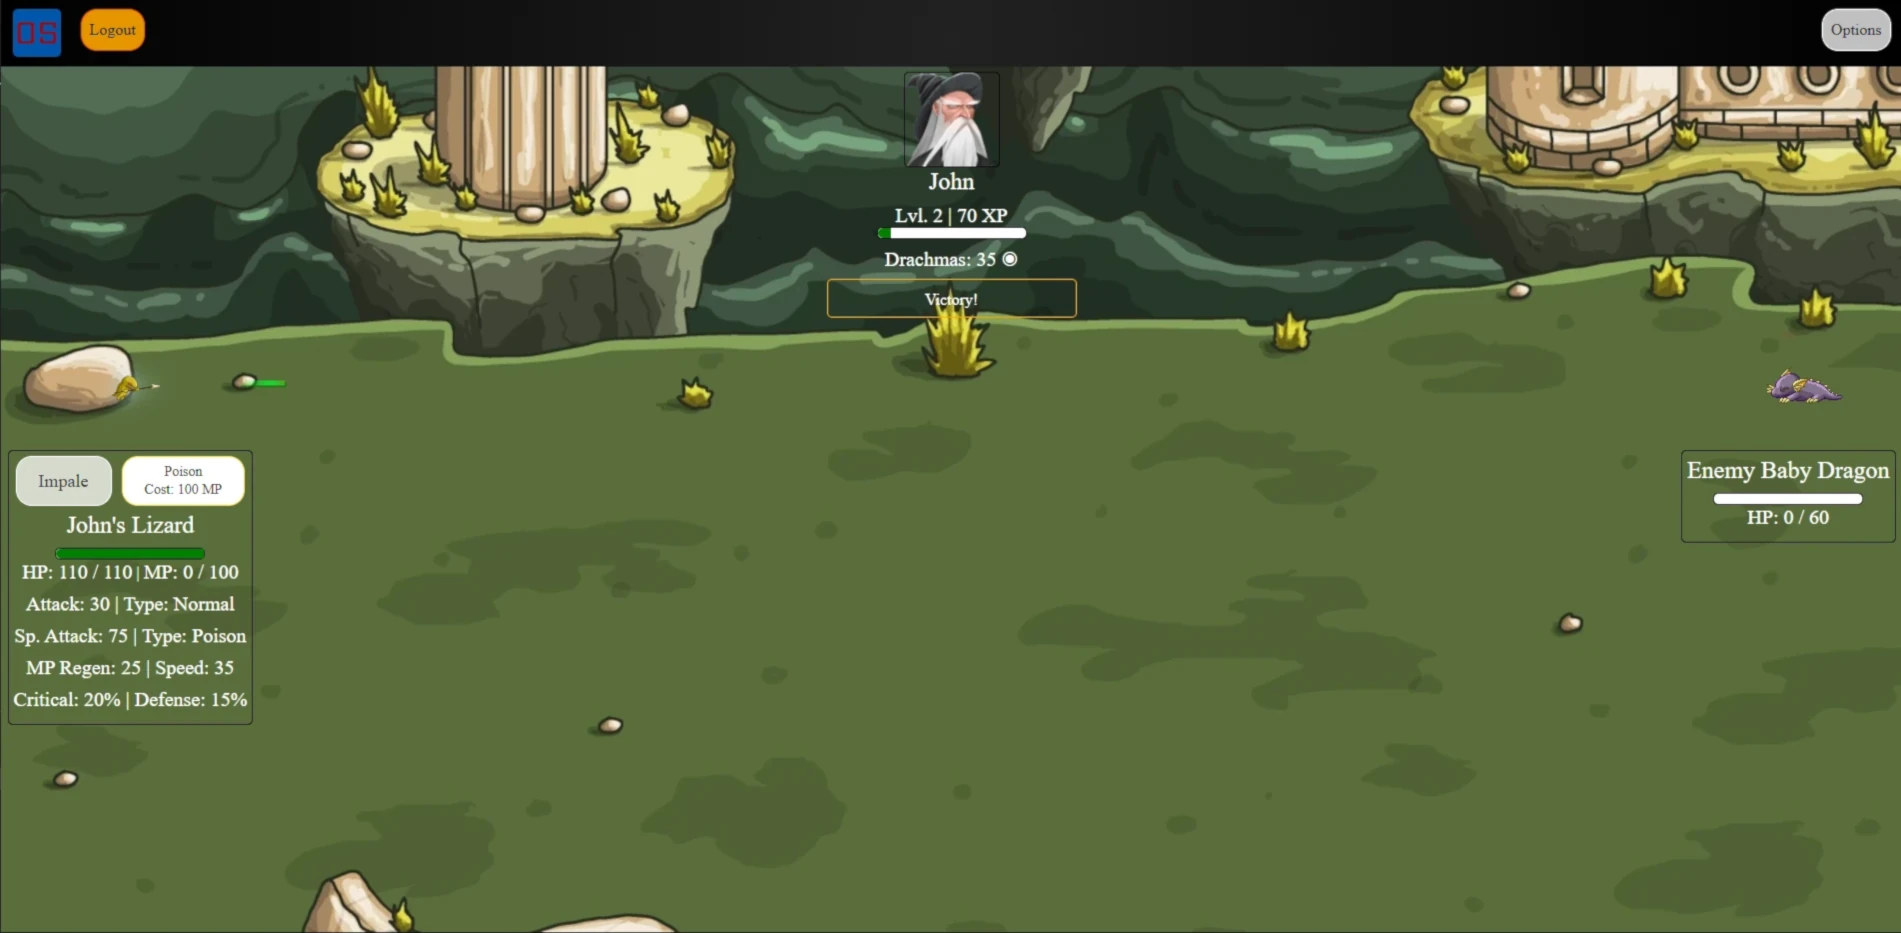 OS
Logout
Options
John
Lvl. 2 | 70 XP
Drachmas: 35
Victory!
Impale
Poison
Cost: 100 MP
John's Lizard
HP: 110 / 110 | MP: 0 / 100
Attack: 30 | Type: Normal
Sp. Attack: 75 | Type: Poison
MP Regen: 25 | Speed: 35
Critical: 20% | Defense: 15%
Enemy Baby Dragon
HP: 0 / 60